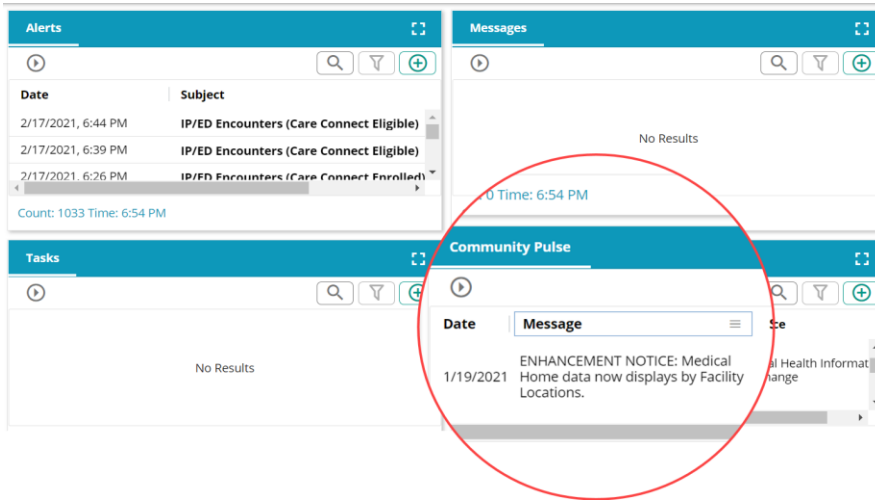 Alerts
Date Subject
2/17/2021, 6:44 PM IP/ED Encounters (Care Connect Eligible)
2/17/2021, 6:39 PM IP/ED Encounters (Care Connect Eligible)
2/17/2021, 6:26 PM IP/ED Encounters (Care Connect Enrolled)
Count: 1033 Time: 6:54 PM
Messages
No Results
0 Time: 6:54 PM
Tasks
No Results
Community Pulse
Date Message
1/19/2021 ENHANCEMENT NOTICE: Medical
Home data now displays by Facility
Locations.
Health Informat